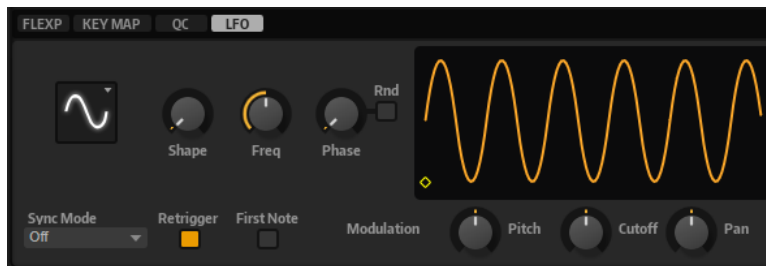 FLEXP KEY MAP QC LFO
Rnd
Shape Freq Phase
Sync Mode Retrigger First Note
Off
Modulation Pitch Cutoff Pan